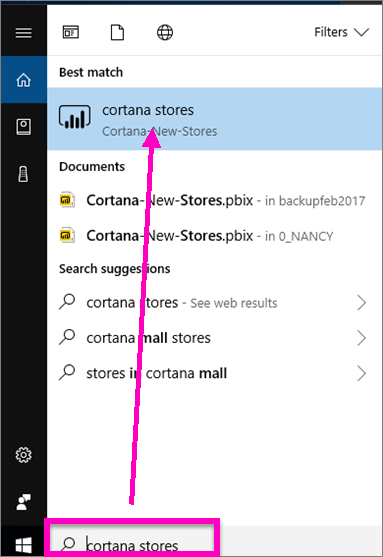 Filters
Best match
cortana stores
Cortana-New-Stores
Documents
Cortana-New-Stores.pbix - in backupfeb2017
Cortana-New-Stores.pbix - in 0_NANCY
Search suggestions
cortana stores - See web results
cortana mall stores
stores in cortana mall
cortana stores